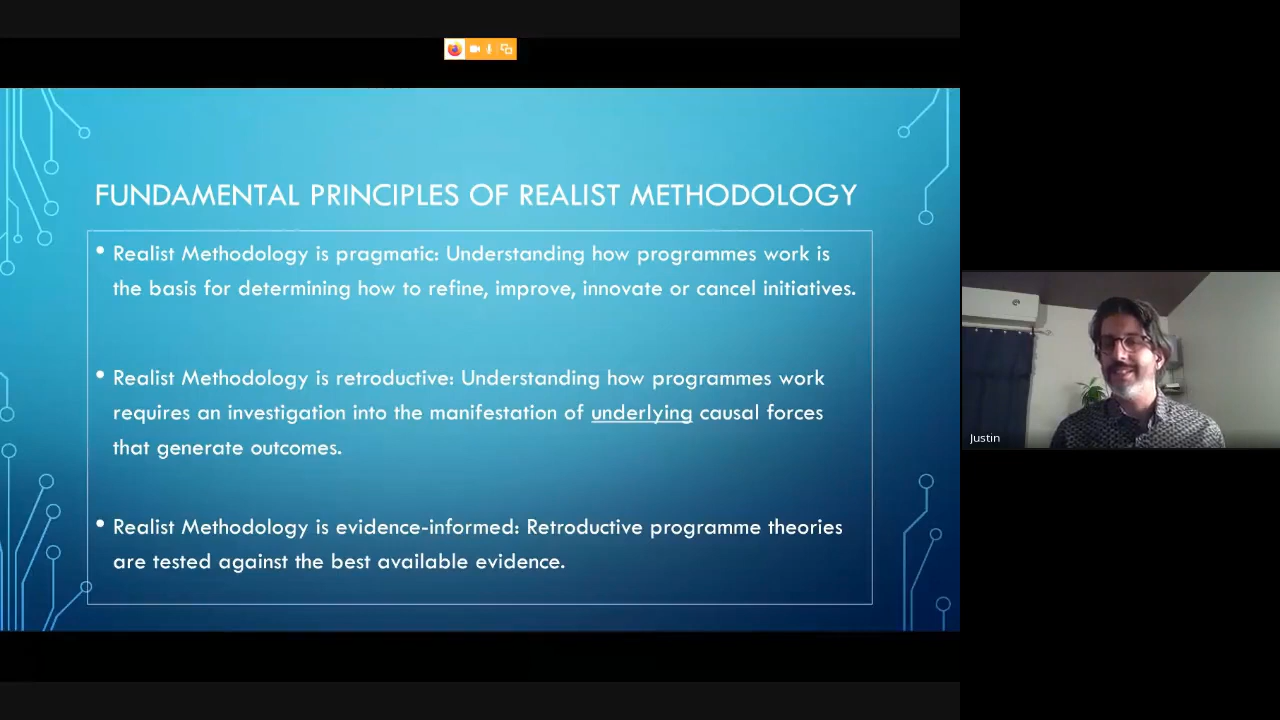 FUNDAMENTAL PRINCIPLES OF REALIST METHODOLOGY
• Realist Methodology is pragmatic: Understanding how programmes work is
the basis for determining how to refine, improve, innovate or cancel initiatives.
• Realist Methodology is retroductive: Understanding how programmes work
requires an investigation into the manifestation of underlying causal forces
that generate outcomes.
• Realist Methodology is evidence-informed: Retroductive programme theories
are tested against the best available evidence.
Justin